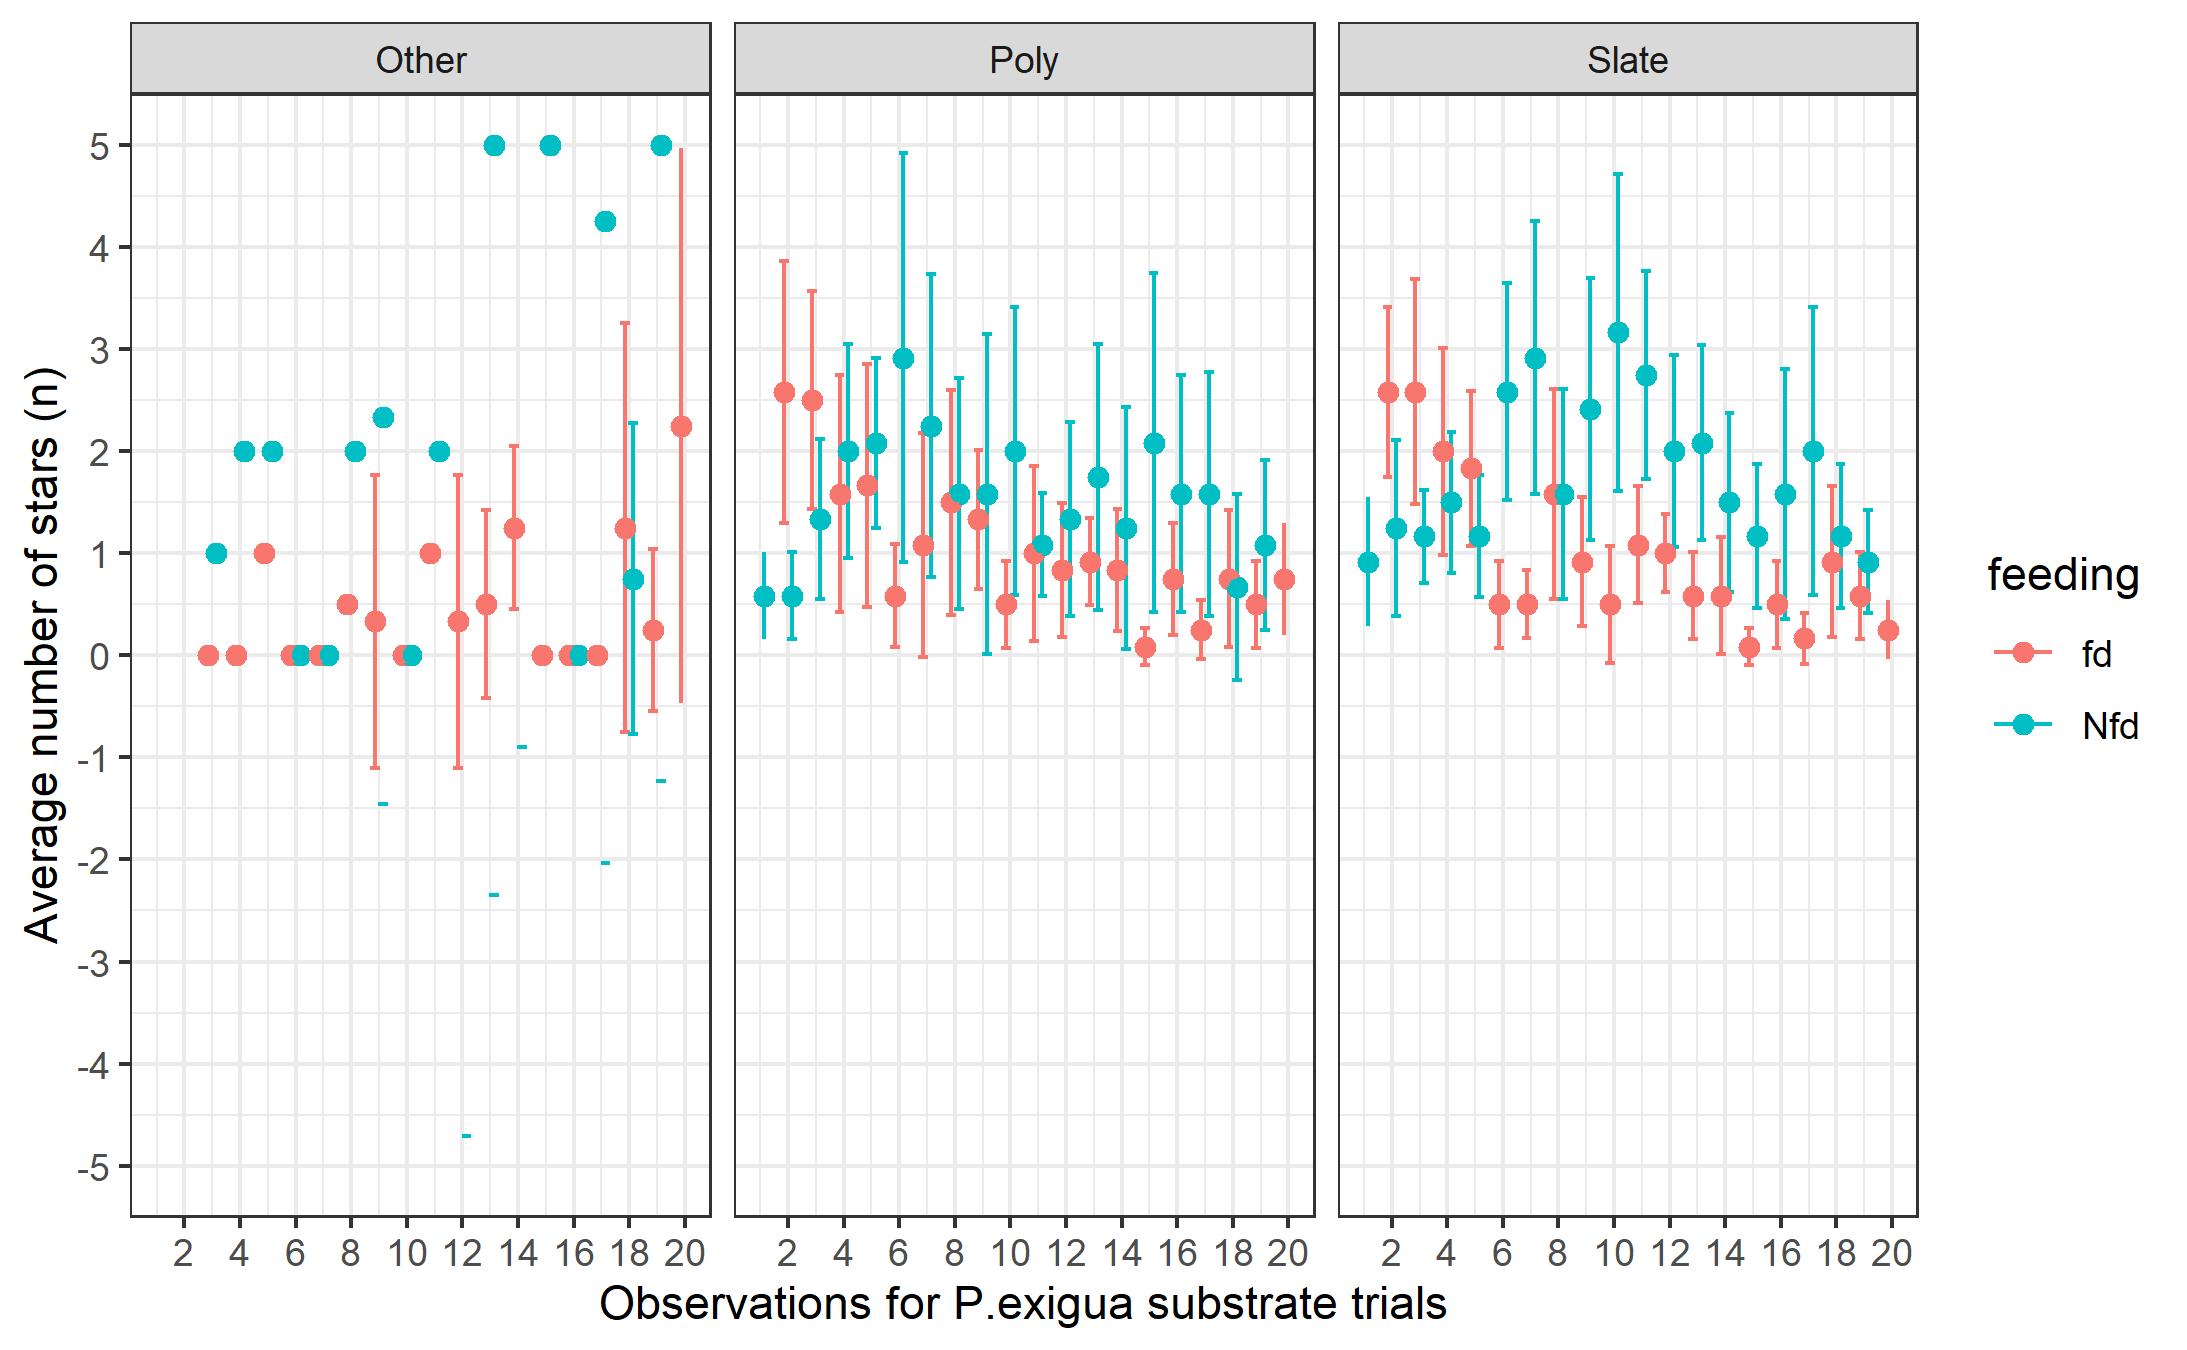 Other Poly Slate
5
4
3
2
1
0
-1
-2
-3
-4
-5
Average number of stars (n)
2 4 6 8 10 12 14 16 18 20 2 4 6 8 10 12 14 16 18 20 2 4 6 8 10 12 14 16 18 20
Observations for P.exigua substrate trials
feeding
fd
Nfd